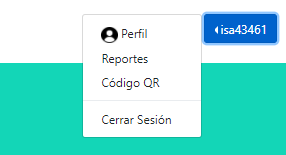 Perfil
isa43461
Reportes
Código QR
Cerrar Sesión